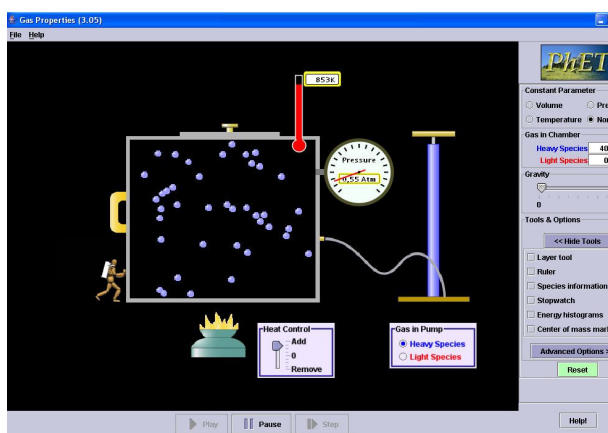 Gas Properties (3.05)
File Help
853K
Pressure
0,55 Atm
Heat Control
Add
0
Remove
Gas in Pump
Heavy Species
Light Species
Play
Pause
Step
PhET
Constant Parameter
Volume
Temperature
Gas in Chamber
Heavy Species 40
Light Species 0
Gravity
0
Tools & Options
<< Hide Tools
Layer tool
Ruler
Species information
Stopwatch
Energy histograms
Center of mass
Advanced Options >
Reset
Help!